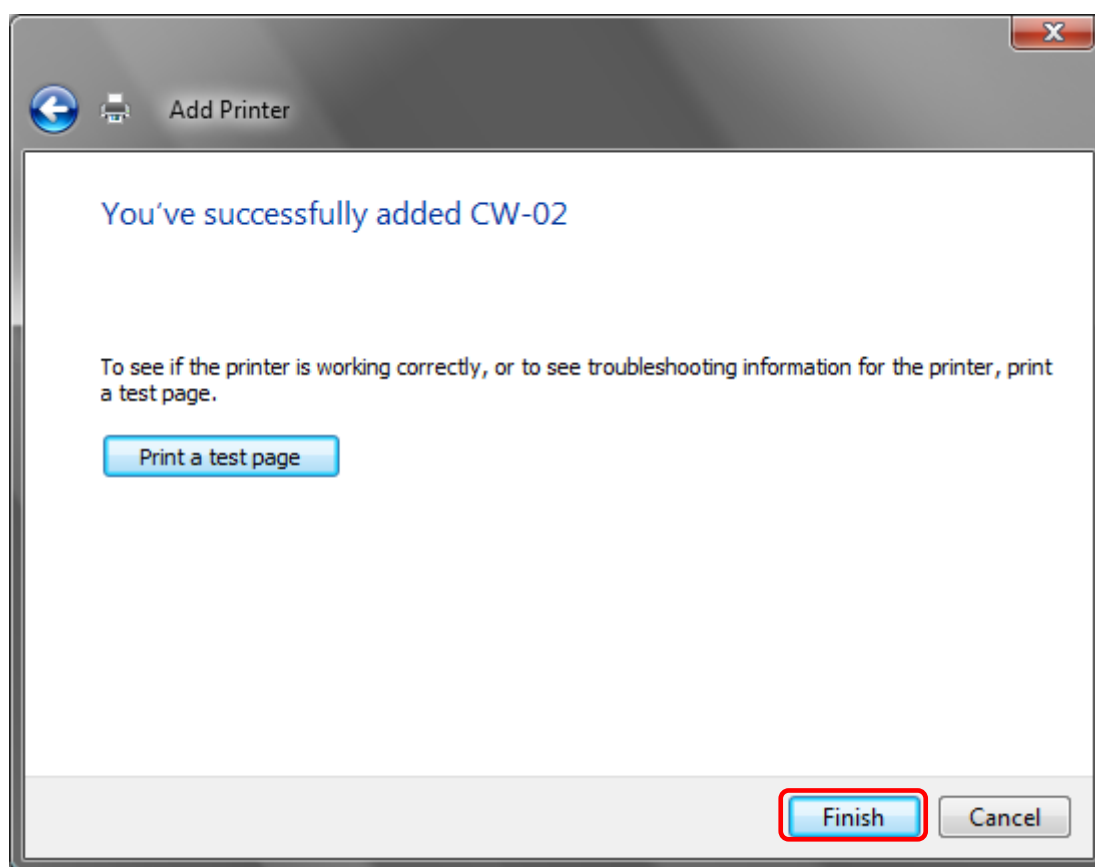 Add Printer
You've successfully added CW-02
To see if the printer is working correctly, or to see troubleshooting information for the printer, print
a test page.
Print a test page
Finish Cancel